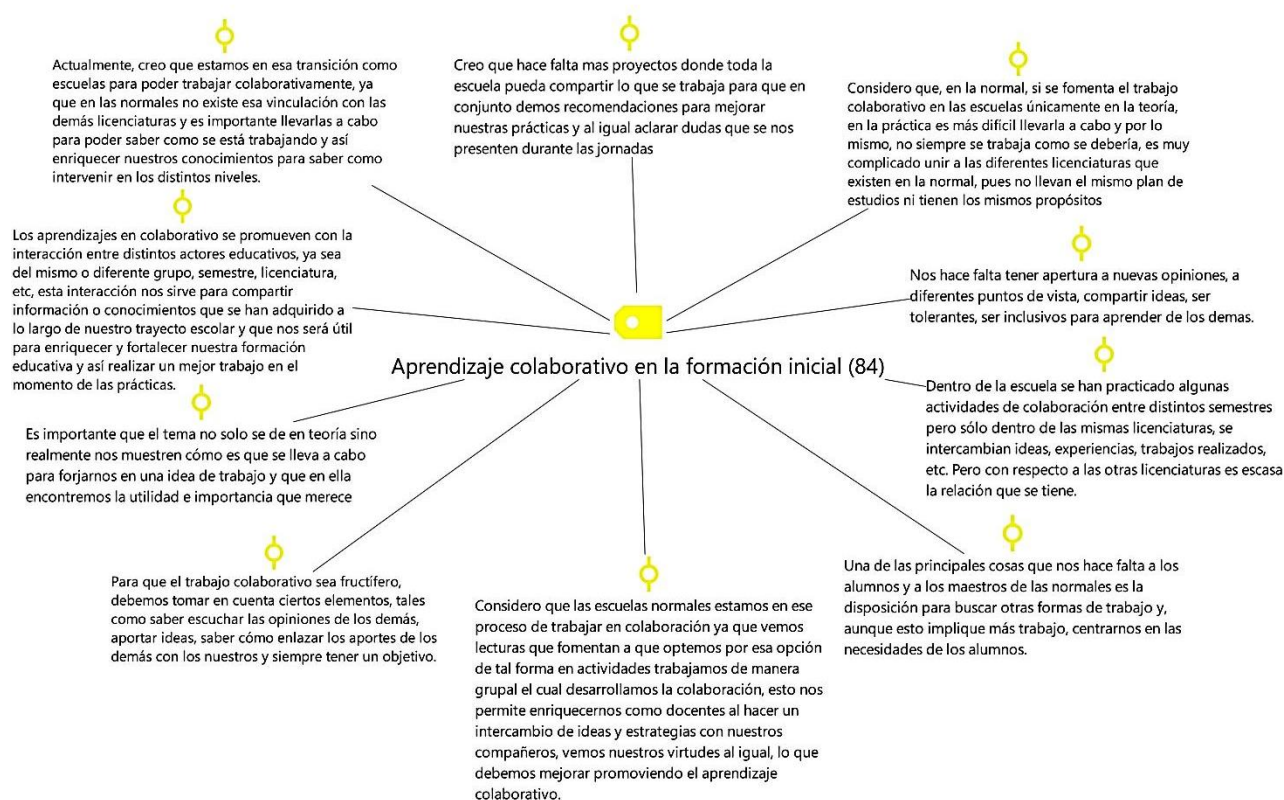 Actualmente, creo que estamos en esa transición como
escuelas para poder trabajar colaborativamente, ya
que en las normales no existe esa vinculación con las
demás licenciaturas y es importante llevarlas a cabo
para poder saber como se está trabajando y así
enriquecer nuestros conocimientos para saber como
intervenir en los distintos niveles.
Creo que hace falta mas proyectos donde toda la
escuela pueda compartir lo que se trabaja para que en
conjunto demos recomendaciones para mejorar
nuestras prácticas y al igual aclarar dudas que se nos
presenten durante las jornadas
Considero que, en la normal, si se fomenta el trabajo
colaborativo en las escuelas únicamente en la teoría,
en la práctica es más difícil llevarla a cabo y por lo
mismo, no siempre se trabaja como se debería, es muy
complicado unir a las diferentes licenciaturas que
existen en la normal, pues no llevan el mismo plan de
estudios ni tienen los mismos propósitos
Los aprendizajes en colaborativo se promueven con la
interacción entre distintos actores educativos, ya sea
del mismo o diferente grupo, semestre, licenciatura,
etc, esta interacción nos sirve para compartir
información o conocimientos que se han adquirido a
lo largo de nuestro trayecto escolar y que nos será útil
para enriquecer y fortalecer nuestra formación
educativa y así realizar un mejor trabajo en el
momento de las prácticas.
Nos hace falta tener apertura a nuevas opiniones, a
diferentes puntos de vista, compartir ideas, ser
tolerantes, ser inclusivos para aprender de los demas.
Aprendizaje colaborativo en la formación inicial (84)
Es importante que el tema no solo se de en teoría sino
realmente nos muestren cómo es que se lleva a cabo
para forjarnos en una idea de trabajo y que en ella
encontremos la utilidad e importancia que merece
Dentro de la escuela se han practicado algunas
actividades de colaboración entre distintos semestres
pero sólo dentro de las mismas licenciaturas, se
intercambian ideas, experiencias, trabajos realizados,
etc. Pero con respecto a las otras licenciaturas es escasa
la relación que se tiene.
Para que el trabajo colaborativo sea fructífero,
debemos tomar en cuenta ciertos elementos, tales
como saber escuchar las opiniones de los demás,
aportar ideas, saber cómo enlazar los aportes de los
demás con los nuestros y siempre tener un objetivo.
Considero que las escuelas normales estamos en ese
proceso de trabajar en colaboración ya que vemos
lecturas que fomentan a que optemos por esa opción
de tal forma en actividades trabajamos de manera
grupal el cual desarrollamos la colaboración, esto nos
permite enriquecernos como docentes al hacer un
intercambio de ideas y estrategias con nuestros
compañeros, vemos nuestros virtudes al igual, lo que
debemos mejorar promoviendo el aprendizaje
colaborativo.
Una de las principales cosas que nos hace falta a los
alumnos y a los maestros de las normales es la
disposición para buscar otras formas de trabajo y,
aunque esto implique más trabajo, centrarnos en las
necesidades de los alumnos.